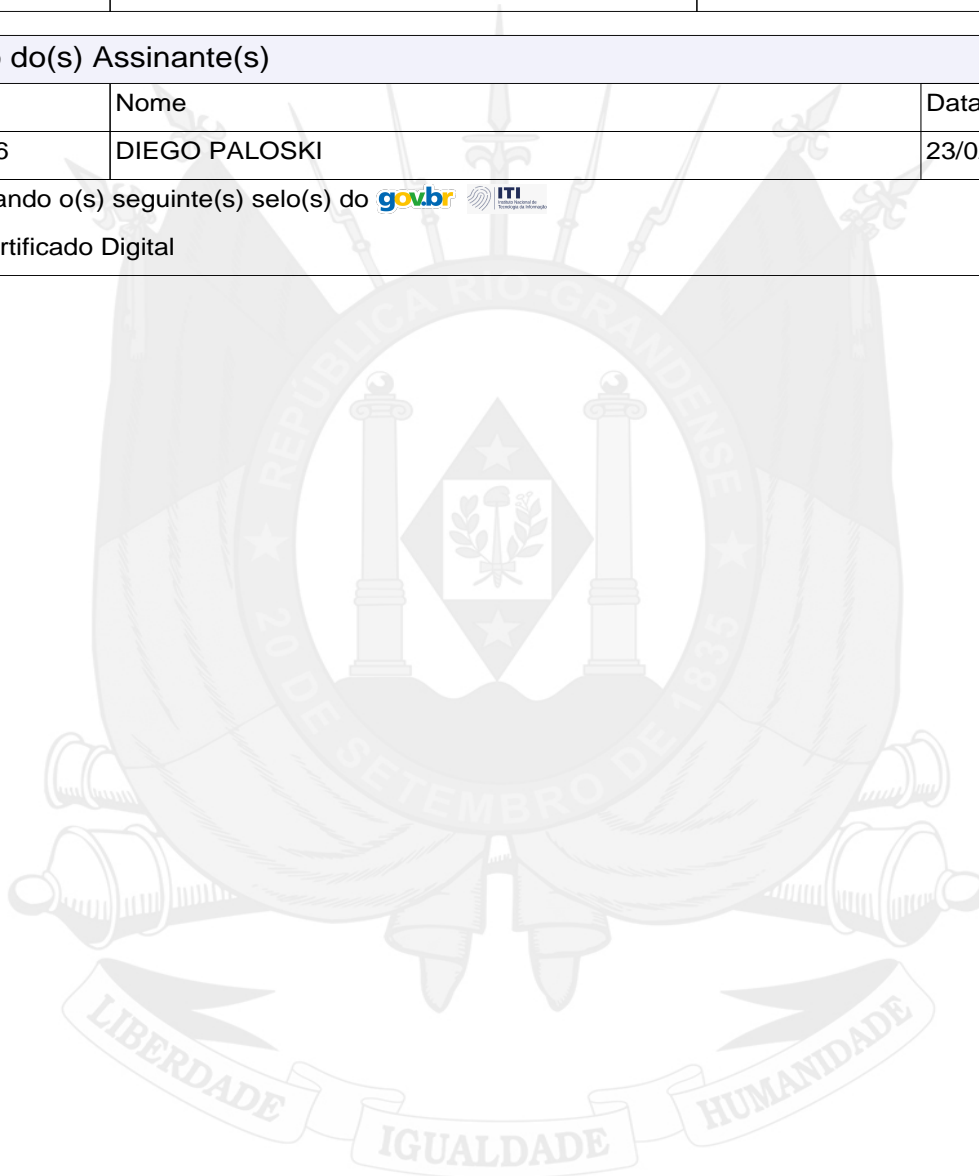 do(s) Assinante(s)
Nome Data
6 DIEGO PALOSKI 23/0
ando o(s) seguinte(s) selo(s) do gov.br ITI
rtificado Digital
REPÚBLICA RIO-GRANDENSE
20 DE SETEMBRO DE 1835
LIBERDADE IGUALDADE HUMANIDADE